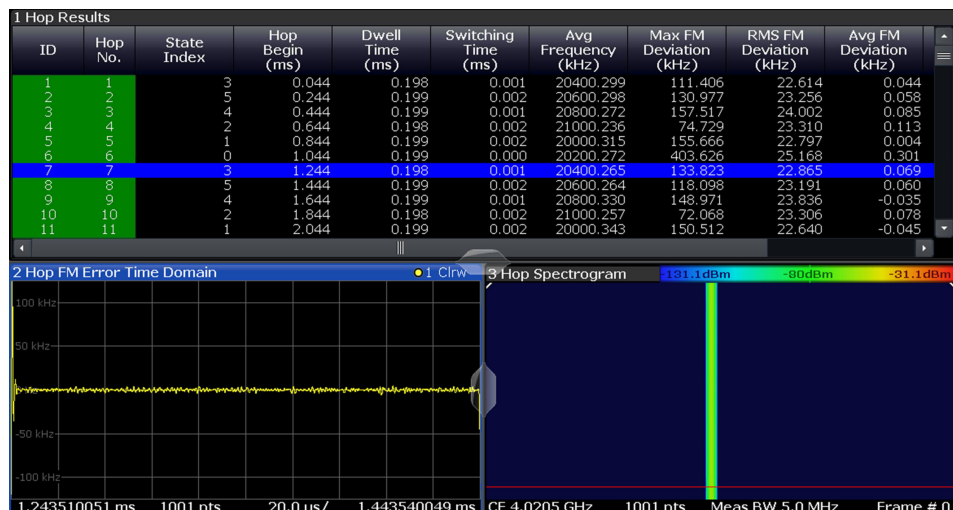 1 Hop Results
ID Hop No. State Index Hop Begin (ms) Dwell Time (ms) Switching Time (ms) Avg Frequency (kHz) Max FM Deviation (kHz) RMS FM Deviation (kHz) Avg FM Deviation (kHz)
1 1 3 0.044 0.198 0.001 20400.299 111.406 22.614 0.044
2 2 5 0.244 0.199 0.002 20600.298 130.977 23.256 0.058
3 3 4 0.444 0.199 0.001 20800.272 157.517 24.002 0.085
4 4 2 0.644 0.198 0.002 21000.236 74.729 23.310 0.113
5 5 1 0.844 0.199 0.002 20000.315 155.666 22.797 0.004
6 6 0 1.044 0.199 0.000 20200.272 403.626 25.168 0.301
7 7 3 1.244 0.198 0.001 20400.265 133.823 22.865 0.069
8 8 5 1.444 0.199 0.002 20600.264 118.098 23.191 0.060
9 9 4 1.644 0.199 0.001 20800.330 148.971 23.836 -0.035
10 10 2 1.844 0.198 0.002 21000.257 72.068 23.306 0.078
11 11 1 2.044 0.199 0.002 20000.343 150.512 22.640 -0.045
2 Hop FM Error Time Domain 1 Clrw
100 kHz
50 kHz
-50 kHz
-100 kHz
1.243510051 ms 1001 pts 20.0 µs/ 1.443540049 ms
3 Hop Spectrogram -131.1dBm -80dBm -31.1dBm
CF 4.0205 GHz 1001 pts Meas BW 5.0 MHz Frame # 0